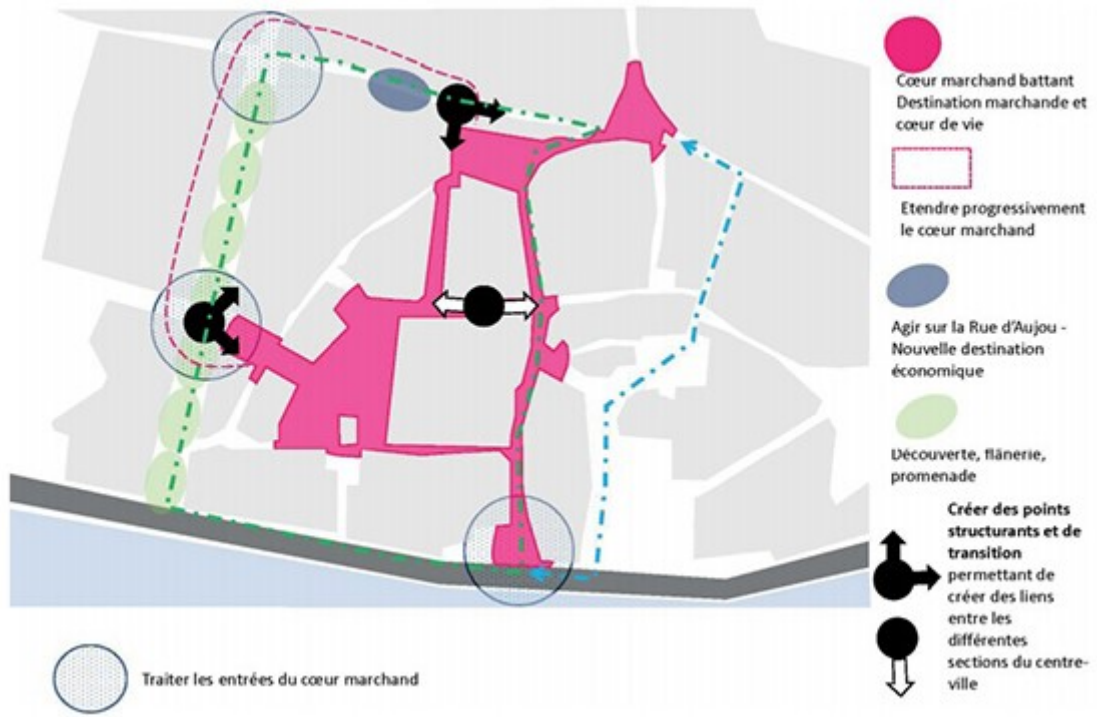 Cœur marchand battant
Destination marchande et
cœur de vie
Etendre progressivement
le cœur marchand
Agir sur la Rue d'Aujou -
Nouvelle destination
économique
Découverte, flânerie,
promenade
Créer des points
structurants et de
transition
permettant de
créer des liens
entre les
différentes
sections du centre-
ville
Traiter les entrées du cœur marchand